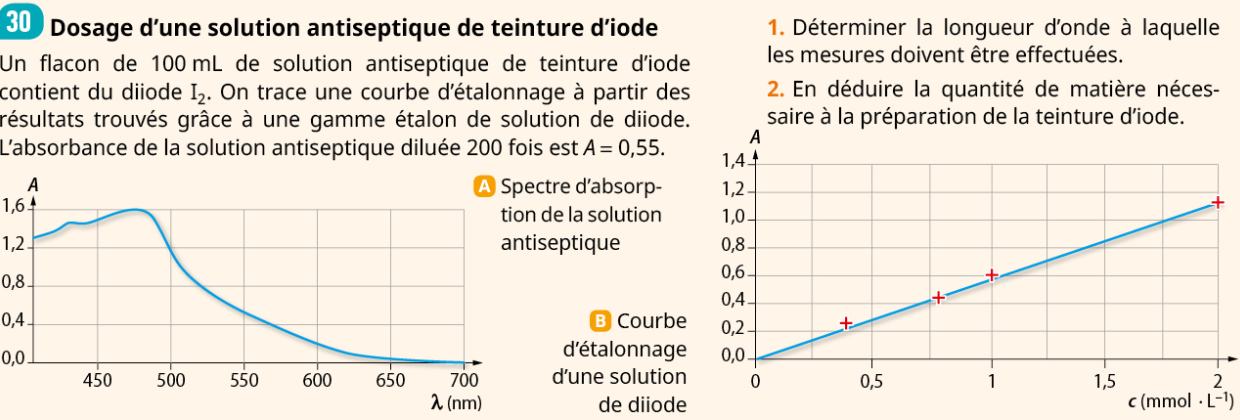 30 Dosage d’une solution antiseptique de teinture d’iode
Un flacon de 100 mL de solution antiseptique de teinture d’iode
contient du diiode I₂. On trace une courbe d’étalonnage à partir des
résultats trouvés grâce à une gamme étalon de solution de diiode.
L’absorbance de la solution antiseptique diluée 200 fois est A = 0,55.
A
1,6
1,2
0,8
0,4
0,0
450 500 550 600 650 700
λ (nm)
A Spectre d’absorp-
tion de la solution
antiseptique
B Courbe
d’étalonnage
d’une solution
de diiode
1. Déterminer la longueur d’onde à laquelle
les mesures doivent être effectuées.
2. En déduire la quantité de matière néces-
saire à la préparation de la teinture d’iode.
A
1,4
1,2
1,0
0,8
0,6
0,4
0,2
0,0
0 0,5 1 1,5 2
c (mmol · L⁻¹)